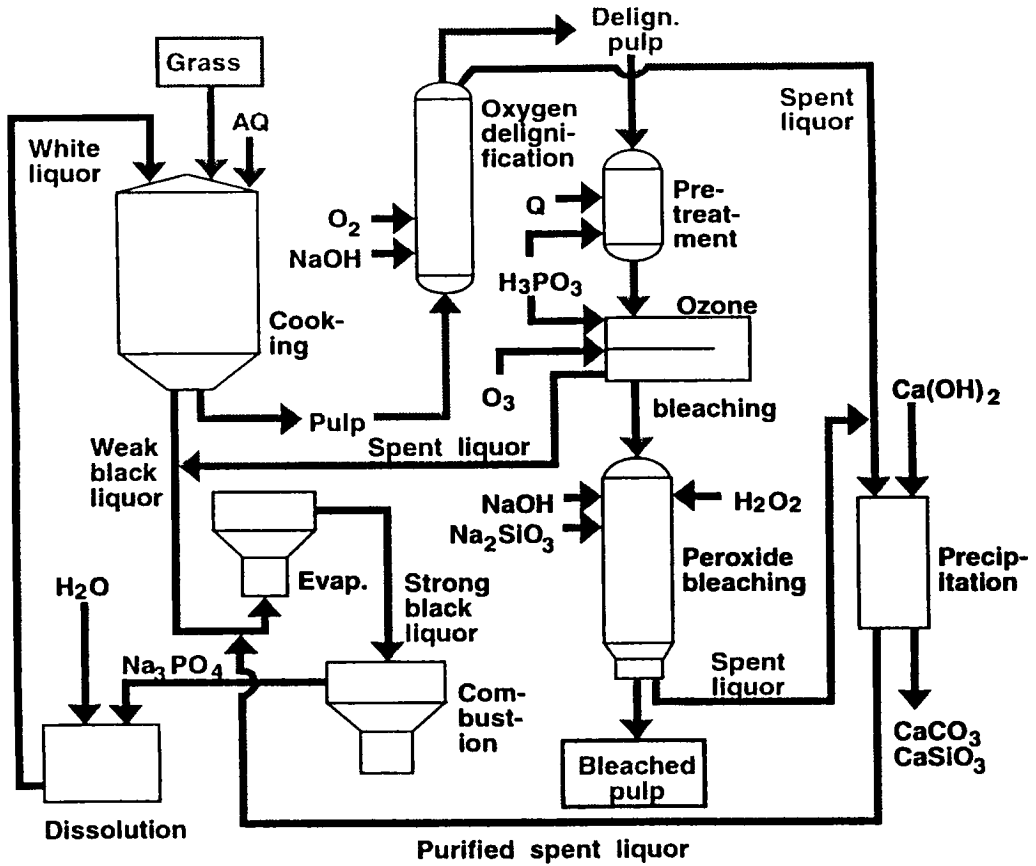 Grass
AQ
White
liquor
Cook-
ing
Pulp
Weak
black
liquor
O2
NaOH
Oxygen
deligni-
fication
Delign.
pulp
Spent
liquor
Q
Pre-
treat-
ment
H3PO3
Ozone
O3
bleaching
Spent liquor
Ca(OH)2
NaOH
Na2SiO3
H2O2
Peroxide
bleaching
Precip-
itation
Evap.
Strong
black
liquor
H2O
Na3PO4
Com-
bust-
ion
Spent
liquor
CaCO3
CaSiO3
Bleached
pulp
Dissolution
Purified spent liquor